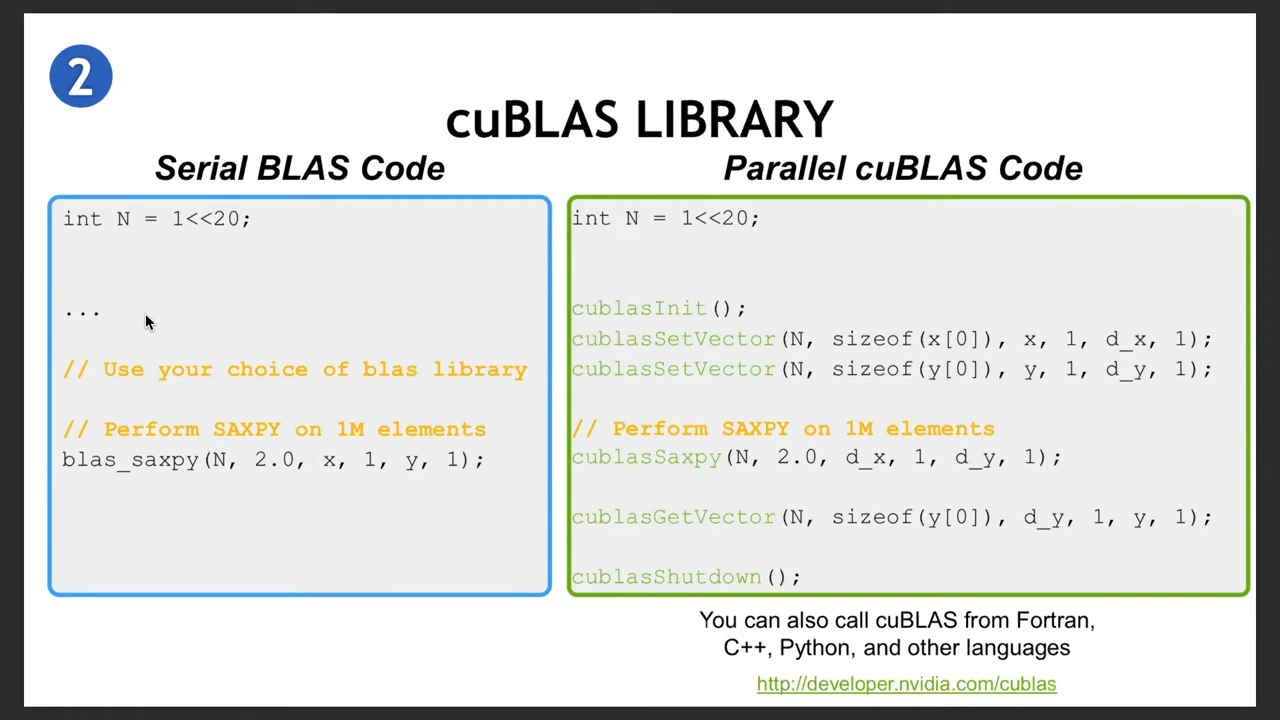 2
cuBLAS LIBRARY
Serial BLAS Code
int N = 1<<20;
...
// Use your choice of blas library
// Perform SAXPY on 1M elements
blas_saxpy(N, 2.0, x, 1, y, 1);
Parallel cuBLAS Code
int N = 1<<20;
cublasInit();
cublasSetVector(N, sizeof(x[0]), x, 1, d_x, 1);
cublasSetVector(N, sizeof(y[0]), y, 1, d_y, 1);
// Perform SAXPY on 1M elements
cublasSaxpy(N, 2.0, d_x, 1, d_y, 1);
cublasGetVector(N, sizeof(y[0]), d_y, 1, y, 1);
cublasShutdown();
You can also call cuBLAS from Fortran,
C++, Python, and other languages
http://developer.nvidia.com/cublas